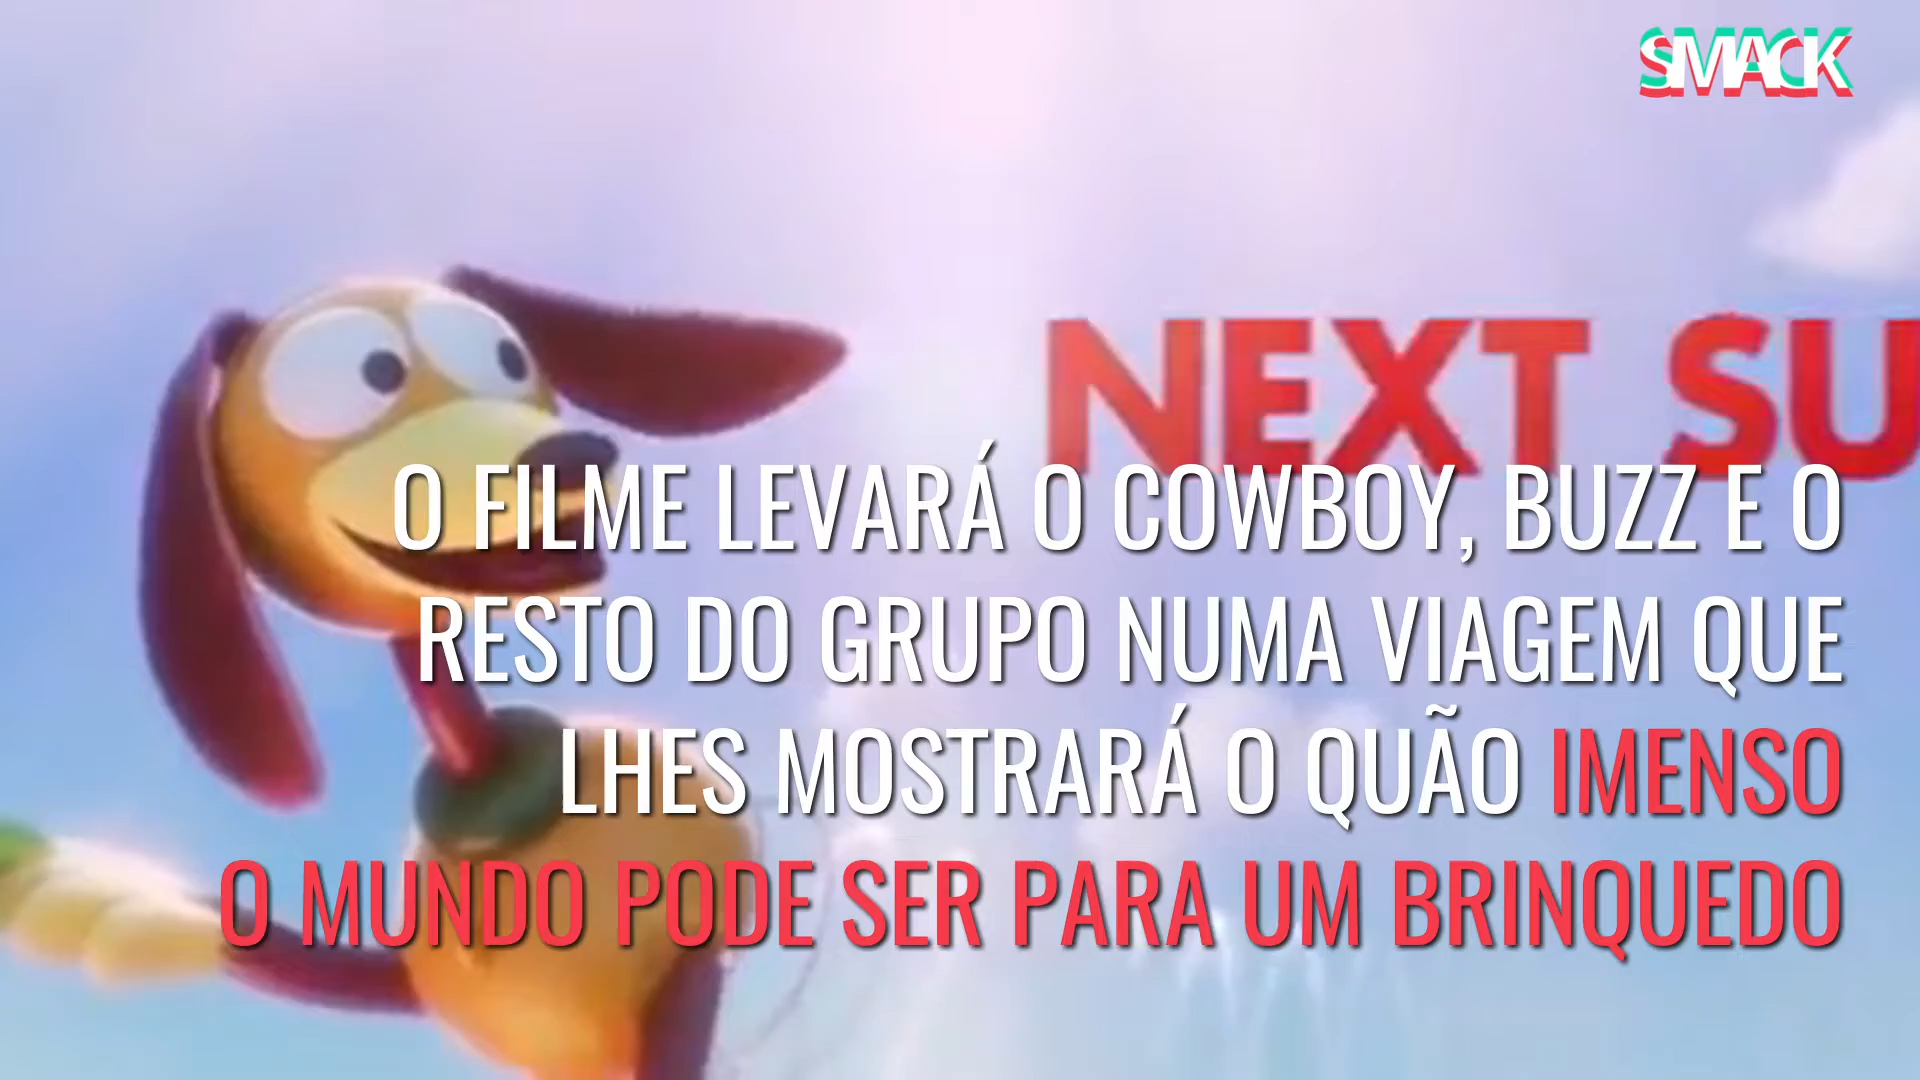 SMACK
NEXT SU
O FILME LEVARÁ O COWBOY, BUZZ E O
RESTO DO GRUPO NUMA VIAGEM QUE
LHES MOSTRARÁ O QUÃO IMENSO
O MUNDO PODE SER PARA UM BRINQUEDO